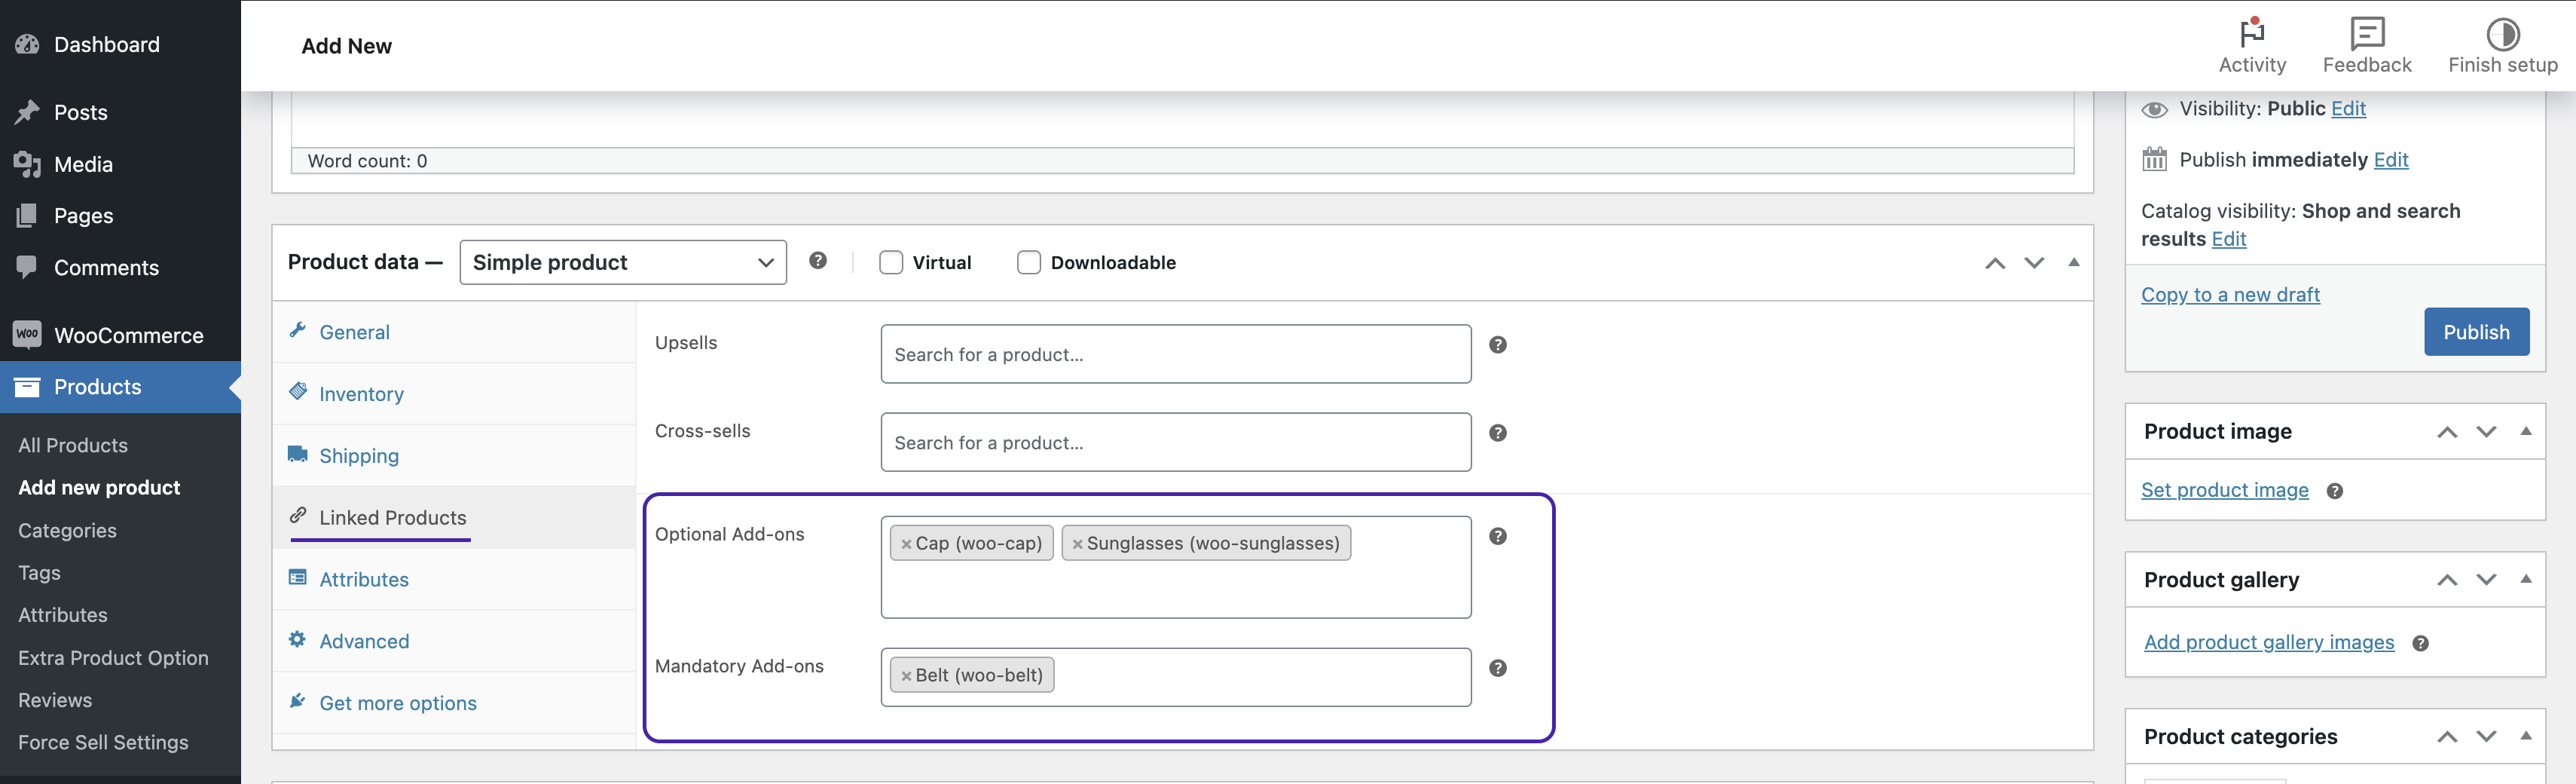 Dashboard
Posts
Media
Pages
Comments
WOO WooCommerce
Products
All Products
Add new product
Categories
Tags
Attributes
Extra Product Option
Reviews
Force Sell Settings
Add New
Activity
Feedback
Finish setup
Word count: 0
Product data —
Simple product
?
Virtual
Downloadable
General
Inventory
Shipping
Linked Products
Attributes
Advanced
Get more options
Upsells
Search for a product...
?
Cross-sells
Search for a product...
?
Optional Add-ons
×Cap (woo-cap) ×Sunglasses (woo-sunglasses)
?
Mandatory Add-ons
×Belt (woo-belt)
?
Visibility: Public Edit
Publish immediately Edit
Catalog visibility: Shop and search
results Edit
Copy to a new draft
Publish
Product image
Set product image ?
Product gallery
Add product gallery images ?
Product categories